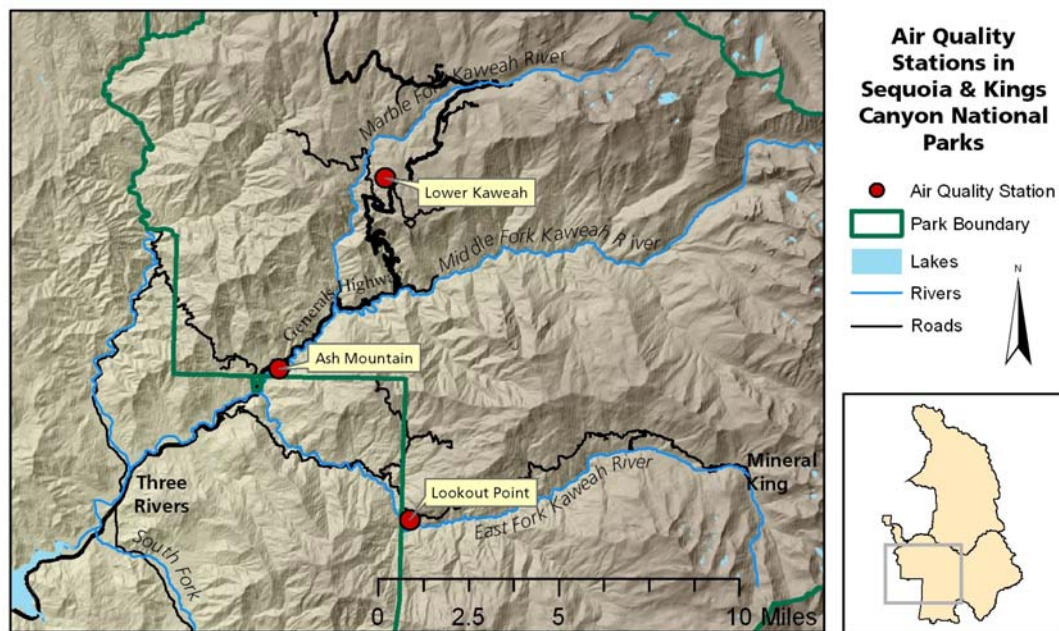 Marble Fork Kaweah River
Lower Kaweah
Middle Fork Kaweah River
Generals Highwa
Ash Mountain
Three
Rivers
Lookout Point
East Fork Kaweah River
Mineral
King
South Fork
0 2.5 5 10 Miles
Air Quality
Stations in
Sequoia & Kings
Canyon National
Parks
Air Quality Station
Park Boundary
Lakes
Rivers
Roads
N